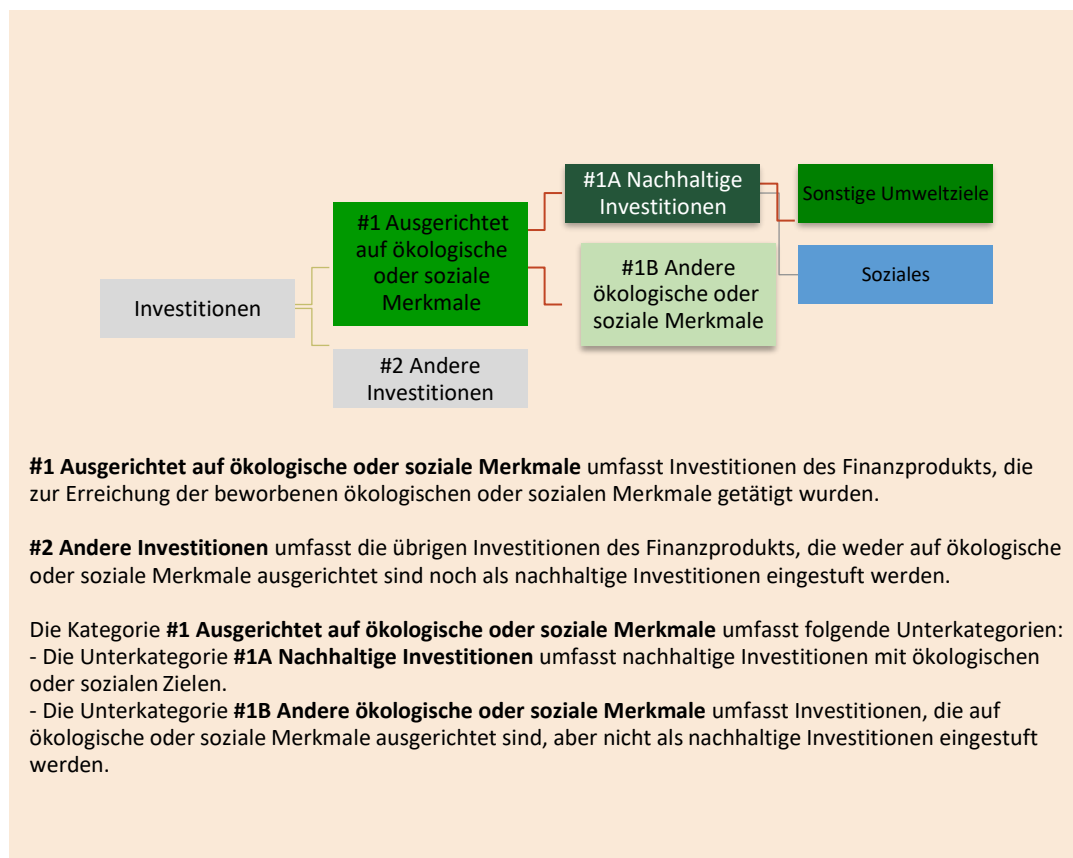 #1A Nachhaltige
Investitionen
Sonstige Umweltziele
#1 Ausgerichtet
auf ökologische
oder soziale
Merkmale
#1B Andere
ökologische oder
soziale Merkmale
Soziales
Investitionen
#2 Andere
Investitionen
#1 Ausgerichtet auf ökologische oder soziale Merkmale umfasst Investitionen des Finanzprodukts, die
zur Erreichung der beworbenen ökologischen oder sozialen Merkmale getätigt wurden.
#2 Andere Investitionen umfasst die übrigen Investitionen des Finanzprodukts, die weder auf ökologische
oder soziale Merkmale ausgerichtet sind noch als nachhaltige Investitionen eingestuft werden.
Die Kategorie #1 Ausgerichtet auf ökologische oder soziale Merkmale umfasst folgende Unterkategorien:
- Die Unterkategorie #1A Nachhaltige Investitionen umfasst nachhaltige Investitionen mit ökologischen
oder sozialen Zielen.
- Die Unterkategorie #1B Andere ökologische oder soziale Merkmale umfasst Investitionen, die auf
ökologische oder soziale Merkmale ausgerichtet sind, aber nicht als nachhaltige Investitionen eingestuft
werden.